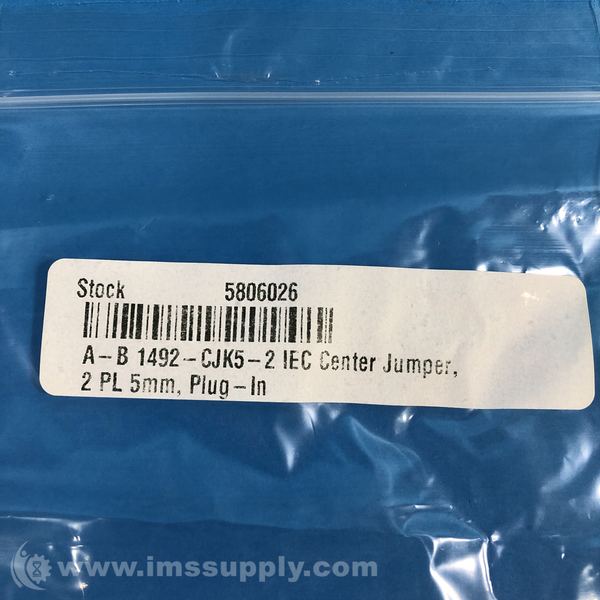 Stock 5806026
A-B 1492-CJK5-2 IEC Center Jumper,
2 PL 5mm, Plug-In
www.imssupply.com